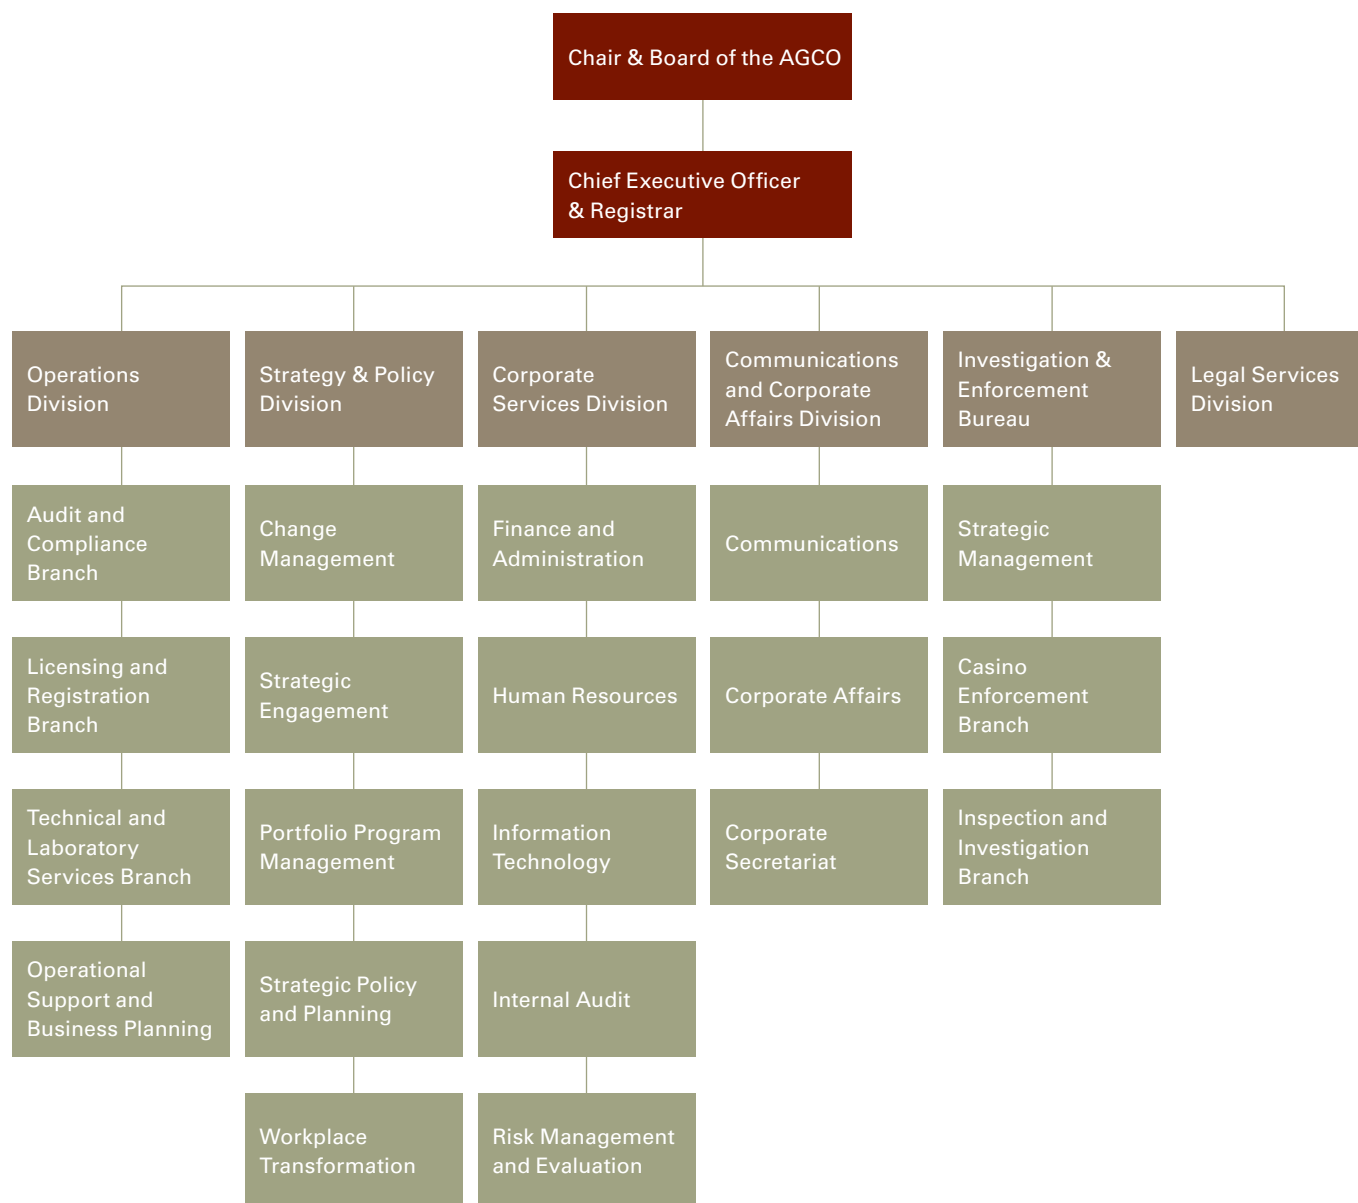 Chair & Board of the AGCO
Chief Executive Officer
& Registrar
Operations
Division
Strategy & Policy
Division
Corporate
Services Division
Communications
and Corporate
Affairs Division
Investigation &
Enforcement
Bureau
Legal Services
Division
Audit and
Compliance
Branch
Change
Management
Finance and
Administration
Communications
Strategic
Management
Licensing and
Registration
Branch
Strategic
Engagement
Human Resources
Corporate Affairs
Casino
Enforcement
Branch
Technical and
Laboratory
Services Branch
Portfolio Program
Management
Information
Technology
Corporate
Secretariat
Inspection and
Investigation
Branch
Operational
Support and
Business Planning
Strategic Policy
and Planning
Internal Audit
Workplace
Transformation
Risk Management
and Evaluation